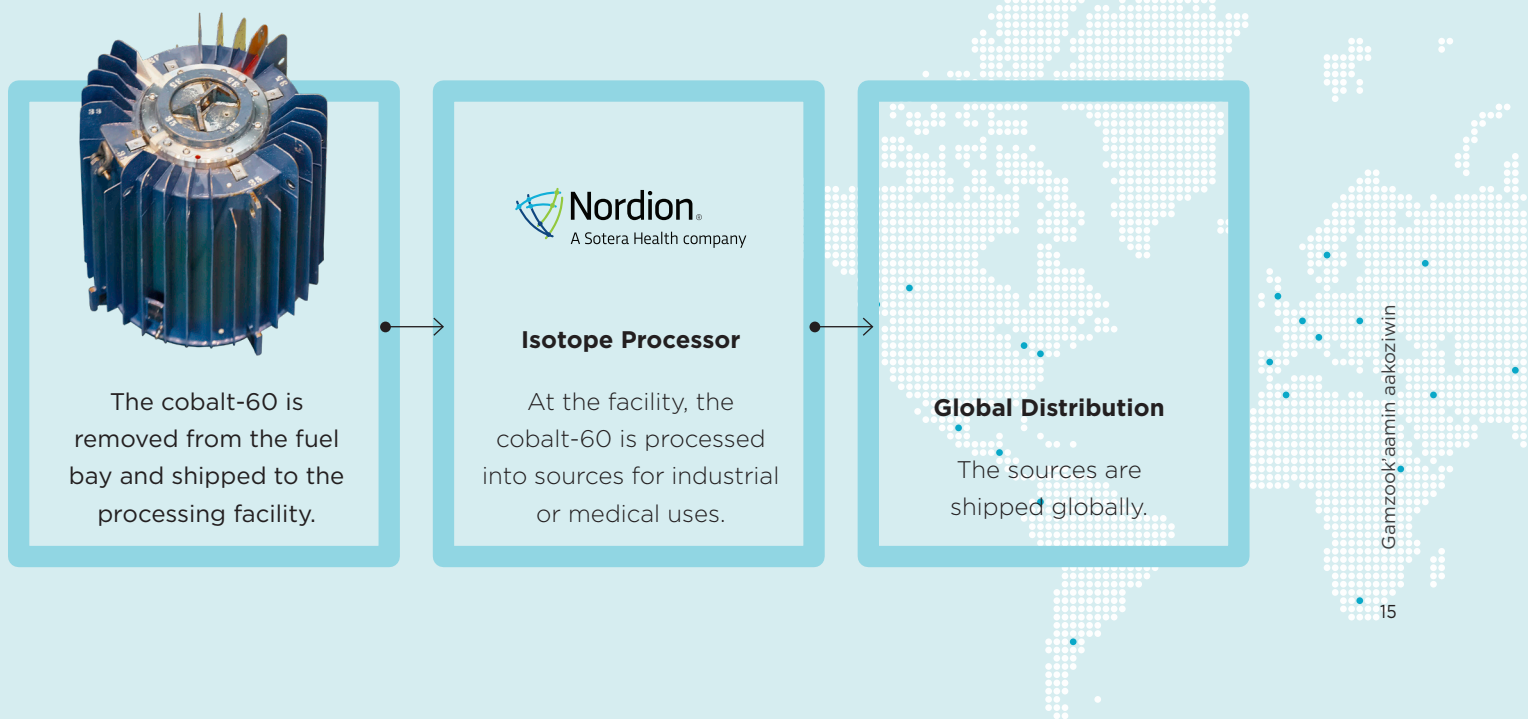 The cobalt-60 is
removed from the fuel
bay and shipped to the
processing facility.
Nordion®
A Sotera Health company
Isotope Processor
At the facility, the
cobalt-60 is processed
into sources for industrial
or medical uses.
Global Distribution
The sources are
shipped globally.
Gamzook'aamin aakoziwin
15